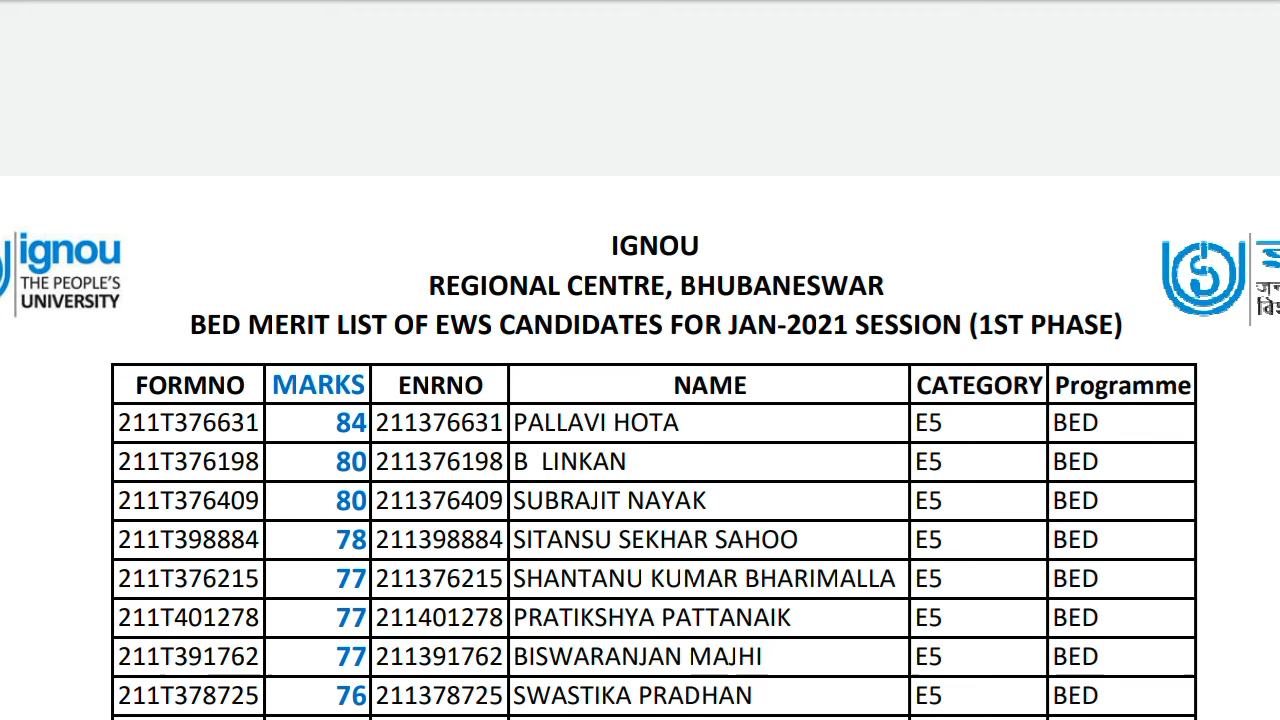 ignou
THE PEOPLE'S
UNIVERSITY
IGNOU
REGIONAL CENTRE, BHUBANESWAR
BED MERIT LIST OF EWS CANDIDATES FOR JAN-2021 SESSION (1ST PHASE)
FORMNO MARKS ENRNO NAME CATEGORY Programme
211T376631 84 211376631 PALLAVI HOTA E5 BED
211T376198 80 211376198 B LINKAN E5 BED
211T376409 80 211376409 SUBRAJIT NAYAK E5 BED
211T398884 78 211398884 SITANSU SEKHAR SAHOO E5 BED
211T376215 77 211376215 SHANTANU KUMAR BHARIMALLA E5 BED
211T401278 77 211401278 PRATIKSHYA PATTANAIK E5 BED
211T391762 77 211391762 BISWARANJAN MAJHI E5 BED
211T378725 76 211378725 SWASTIKA PRADHAN E5 BED